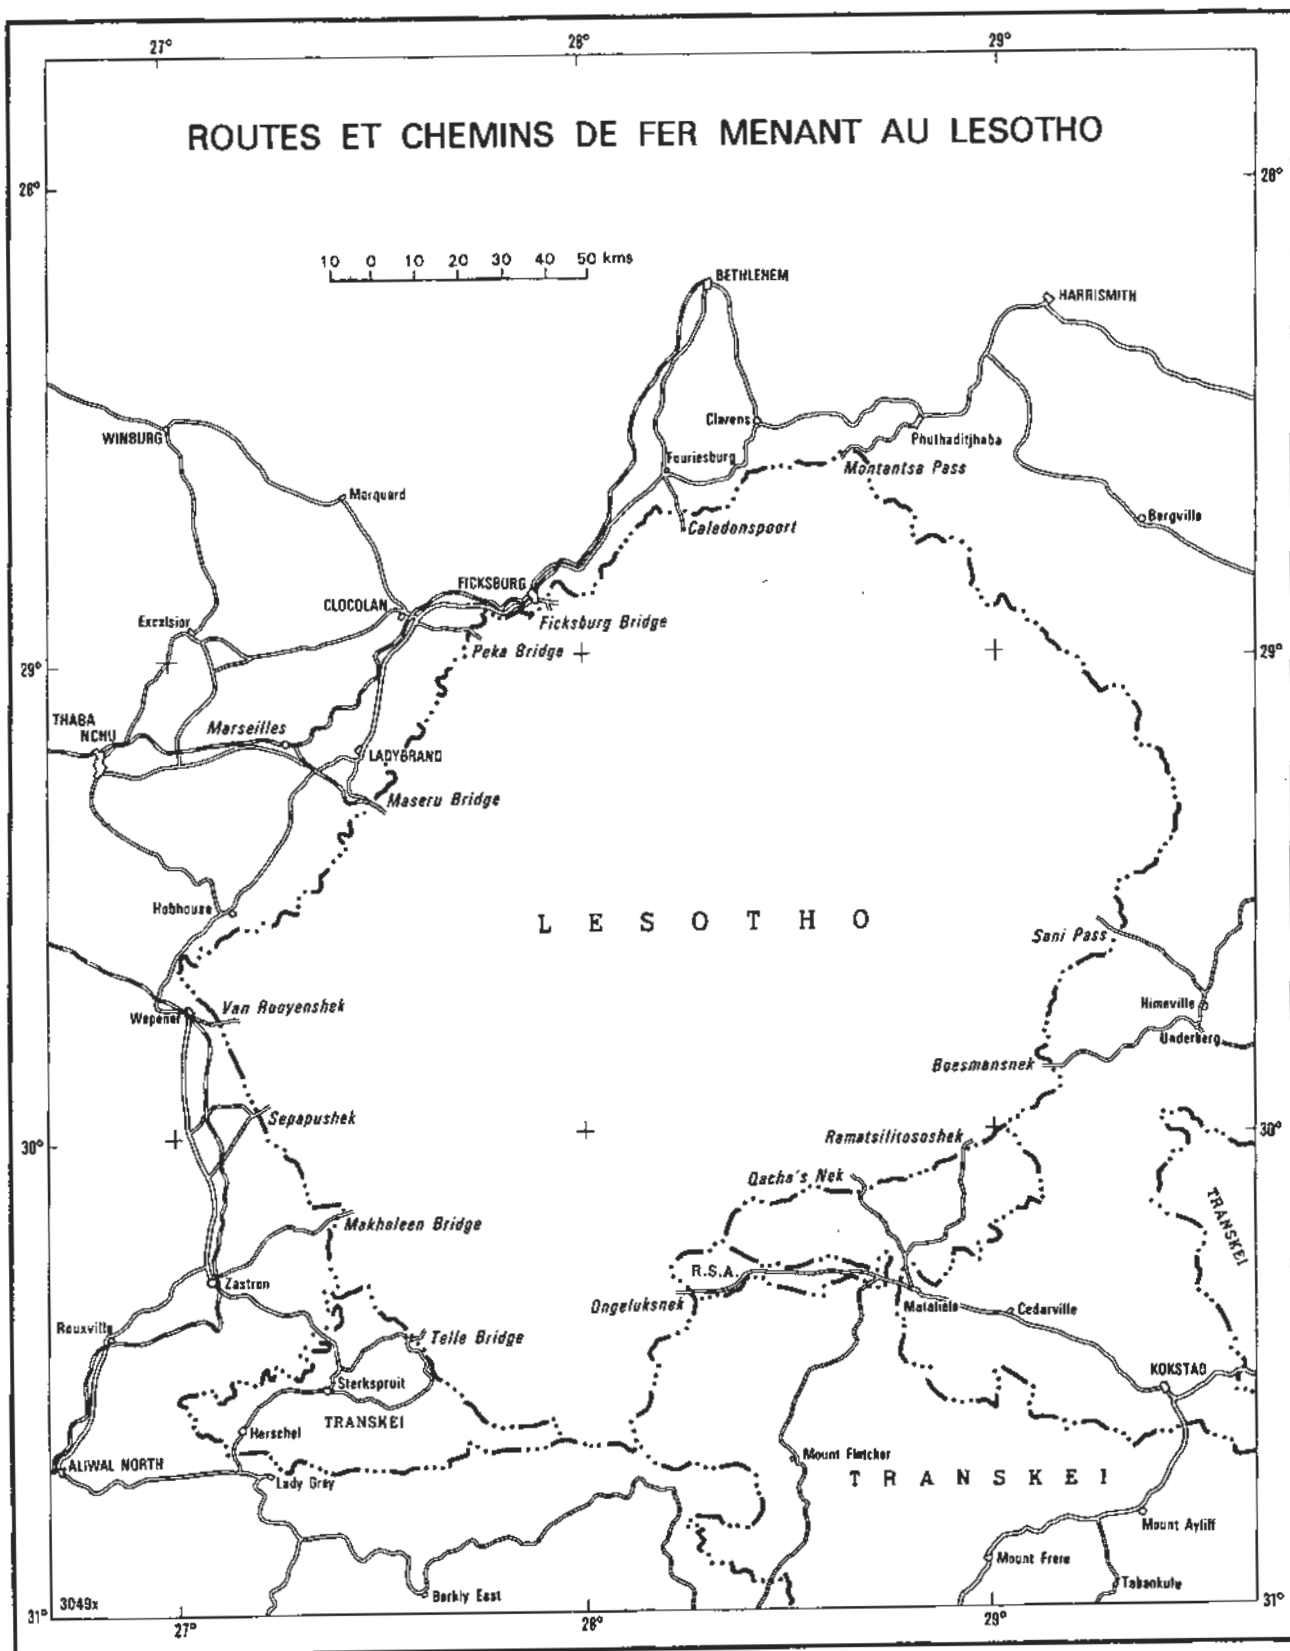 27°
28°
29°
ROUTES ET CHEMINS DE FER MENANT AU LESOTHO
28°
28°
10 0 10 20 30 40 50 kms
BETHLEHEM
HARRISMITH
WINBURG
Clarens
Phuthaditjhaba
Fouriesburg
Montantsa Pass
Marquard
Bergville
Caledonspoort
FICKSBURG
CLOCOLAN
Excelsior
Ficksburg Bridge
Peka Bridge
29°
29°
THABA
NCHU
Marseilles
LADYBRAND
Maseru Bridge
Hobhouse
LESOTHO
Sani Pass
Van Rooyenshek
Wepener
Himeville
Underberg
Boesmansnek
Sepapushek
Ramatsilitososhek
30°
30°
Qacha's Nek
TRANSKEI
Makhaleen Bridge
R.S.A.
Zastron
Ongeluksnek
Matatiele
Cedarville
Rouxville
Telle Bridge
KOKSTAD
Sterkspruit
TRANSKEI
Herschel
ALIWAL NORTH
Lady Grey
Mount Fletcher
TRANSKEI
Mount Ayliff
Mount Frere
Tabankulu
Barkly East
3049x
31°
31°
27°
28°
29°